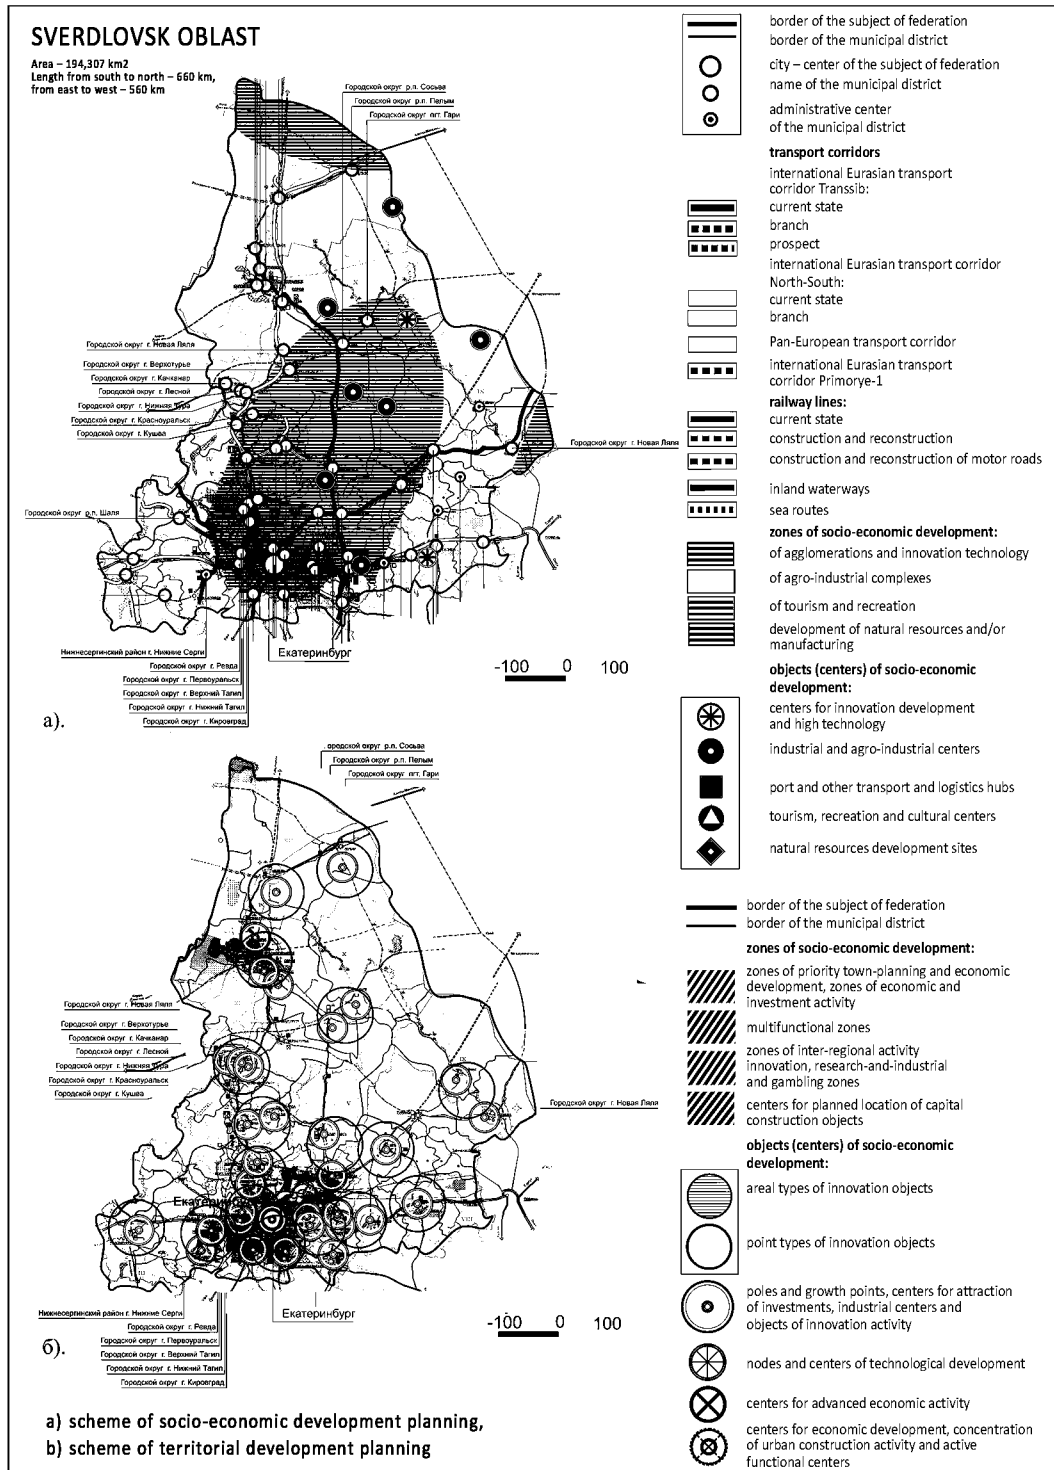 SVERDLOVSK OBLAST
Area – 194,307 km2
Length from south to north – 660 km,
from east to west – 560 km
Городской округ р.п. Сосьва
Городской округ р.п. Пелым
Городской округ пгт. Гари
Городской округ г. Новая Ляля
Городской округ г. Верхотурье
Городской округ г. Качканар
Городской округ г. Лесной
Городской округ г. Нижняя Тура
Городской округ г. Красноуральск
Городской округ г. Кушва
Городской округ г. Новая Ляля
Городской округ р.п. Шаля
Нижнесергинский район г. Нижние Серги
Екатеринбург
Городской округ г. Ревда
Городской округ г. Первоуральск
Городской округ г. Верхний Тагил
Городской округ г. Нижний Тагил
Городской округ г. Кировград
-100 0 100
а).
ородской округ р.п. Сосьва
Городской округ р.п. Пелым
Городской округ пгт. Гари
Городской округ г. Новая Ляля
Городской округ г. Верхотурье
Городской округ г. Качканар
Городской округ г. Лесной
Городской округ г. Нижняя Тура
Городской округ г. Красноуральск
Городской округ г. Кушва
Городской округ г. Новая Ляля
Екатеринбург
Нижнесергинский район г. Нижние Серги
Екатеринбург
Городской округ г. Ревда
Городской округ г. Первоуральск
Городской округ г. Верхний Тагил
Городской округ г. Нижний Тагил
Городской округ г. Кировград
-100 0 100
б).
a) scheme of socio-economic development planning,
b) scheme of territorial development planning
border of the subject of federation
border of the municipal district
city – center of the subject of federation
name of the municipal district
administrative center
of the municipal district
transport corridors
international Eurasian transport
corridor Transsib:
current state
branch
prospect
international Eurasian transport corridor
North-South:
current state
branch
Pan-European transport corridor
international Eurasian transport
corridor Primorye-1
railway lines:
current state
construction and reconstruction
construction and reconstruction of motor roads
inland waterways
sea routes
zones of socio-economic development:
of agglomerations and innovation technology
of agro-industrial complexes
of tourism and recreation
development of natural resources and/or
manufacturing
objects (centers) of socio-economic
development:
centers for innovation development
and high technology
industrial and agro-industrial centers
port and other transport and logistics hubs
tourism, recreation and cultural centers
natural resources development sites
border of the subject of federation
border of the municipal district
zones of socio-economic development:
zones of priority town-planning and economic
development, zones of economic and
investment activity
multifunctional zones
zones of inter-regional activity
innovation, research-and-industrial
and gambling zones
centers for planned location of capital
construction objects
objects (centers) of socio-economic
development:
areal types of innovation objects
point types of innovation objects
poles and growth points, centers for attraction
of investments, industrial centers and
objects of innovation activity
nodes and centers of technological development
centers for advanced economic activity
centers for economic development, concentration
of urban construction activity and active
functional centers